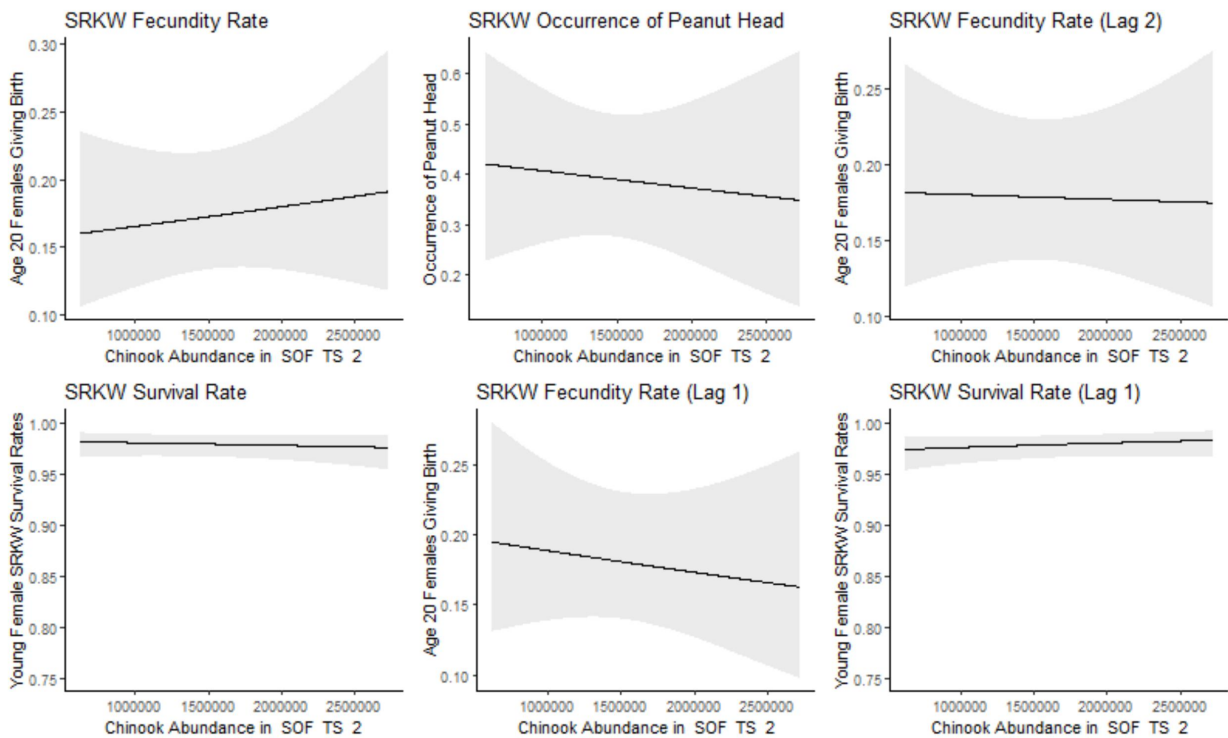 SRKW Fecundity Rate
Age 20 Females Giving Birth
0.30
0.25
0.20
0.15
0.10
1000000 1500000 2000000 2500000
Chinook Abundance in SOF TS 2
SRKW Occurrence of Peanut Head
Occurrence of Peanut Head
0.6
0.5
0.4
0.3
0.2
1000000 1500000 2000000 2500000
Chinook Abundance in SOF TS 2
SRKW Fecundity Rate (Lag 2)
Age 20 Females Giving Birth
0.25
0.20
0.15
0.10
1000000 1500000 2000000 2500000
Chinook Abundance in SOF TS 2
SRKW Survival Rate
Young Female SRKW Survival Rates
1.00
0.95
0.90
0.85
0.80
0.75
1000000 1500000 2000000 2500000
Chinook Abundance in SOF TS 2
SRKW Fecundity Rate (Lag 1)
Age 20 Females Giving Birth
0.25
0.20
0.15
0.10
1000000 1500000 2000000 2500000
Chinook Abundance in SOF TS 2
SRKW Survival Rate (Lag 1)
Young Female SRKW Survival Rates
1.00
0.95
0.90
0.85
0.80
0.75
1000000 1500000 2000000 2500000
Chinook Abundance in SOF TS 2